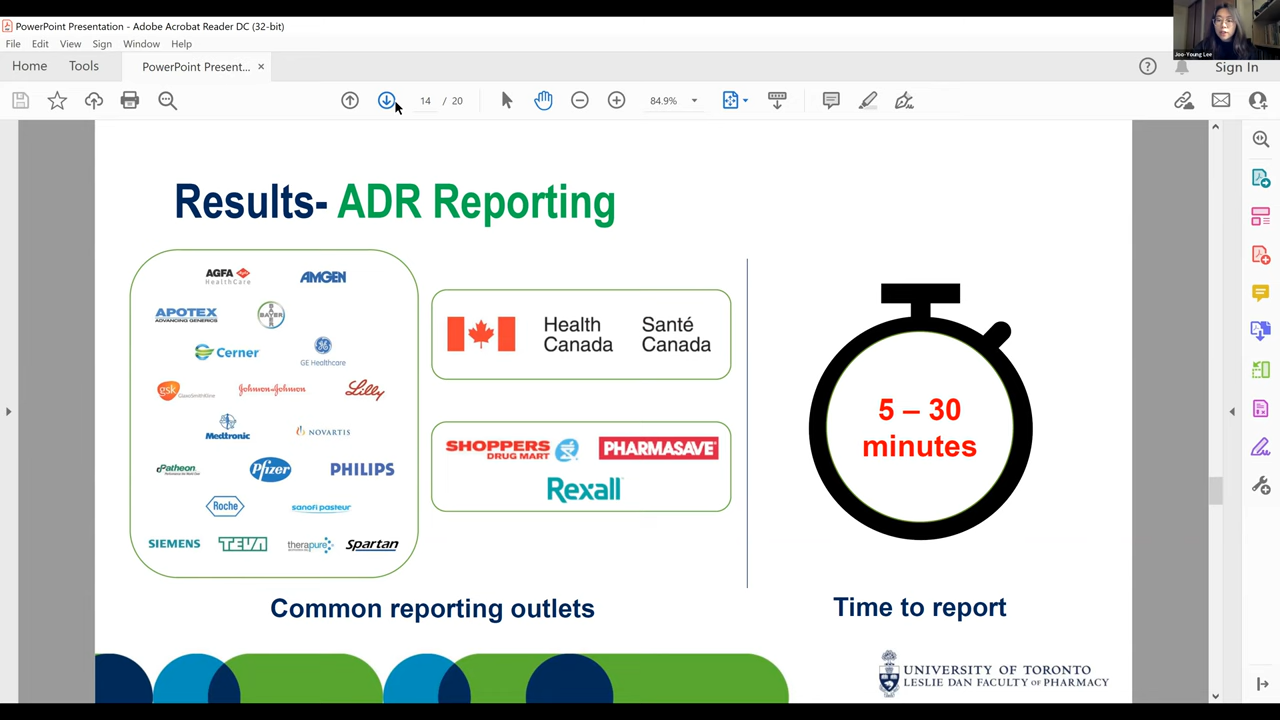 PowerPoint Presentation - Adobe Acrobat Reader DC (32-bit)
File Edit View Sign Window Help
Joo-Young Lee
Home Tools PowerPoint Present... × Sign In
14 / 20 84.9%
Results- ADR Reporting
AGFA
HealthCare
AMGEN
APOTEX
ADVANCING GENERICS
BAYER
Cerner
GE Healthcare
gsk GlaxoSmithKline
Johnson & Johnson
Lilly
Medtronic
NOVARTIS
Patheon
Pfizer
PHILIPS
Roche
sanofi pasteur
SIEMENS
TEVA
therapure
Spartan
Health Santé
Canada Canada
SHOPPERS
DRUG MART
PHARMASAVE
Rexall
5 – 30
minutes
Common reporting outlets
Time to report
UNIVERSITY OF TORONTO
LESLIE DAN FACULTY OF PHARMACY